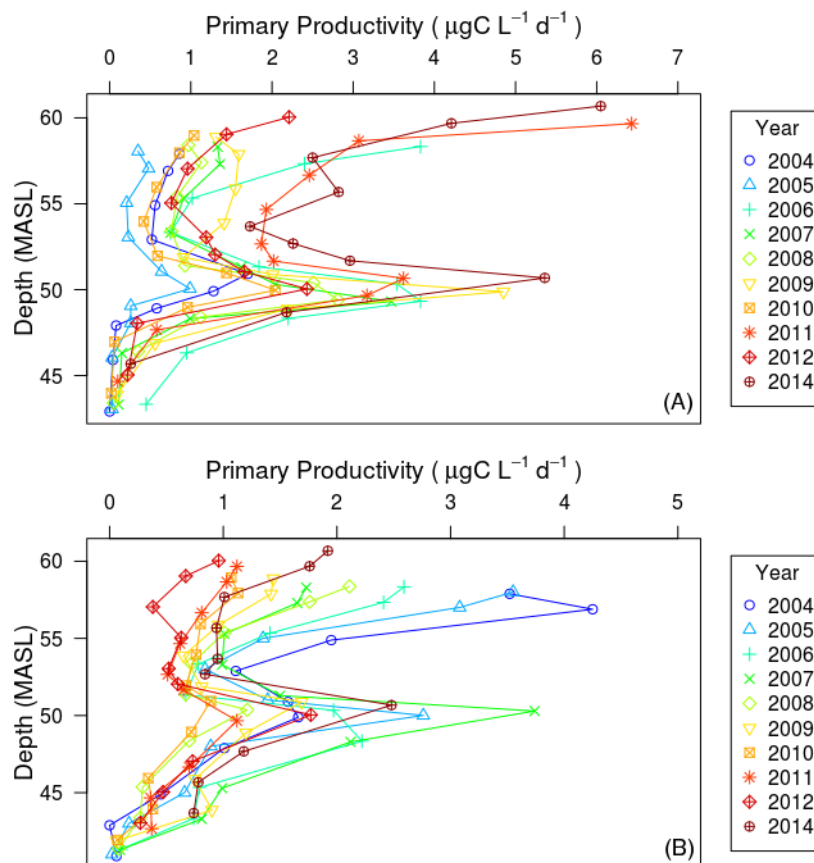 Primary Productivity ( μgC L⁻¹ d⁻¹ )
0 1 2 3 4 5 6 7
60
55
50
45
Depth (MASL)
(A)
Year
2004
2005
2006
2007
2008
2009
2010
2011
2012
2014
Primary Productivity ( μgC L⁻¹ d⁻¹ )
0 1 2 3 4 5
60
55
50
45
Depth (MASL)
(B)
Year
2004
2005
2006
2007
2008
2009
2010
2011
2012
2014